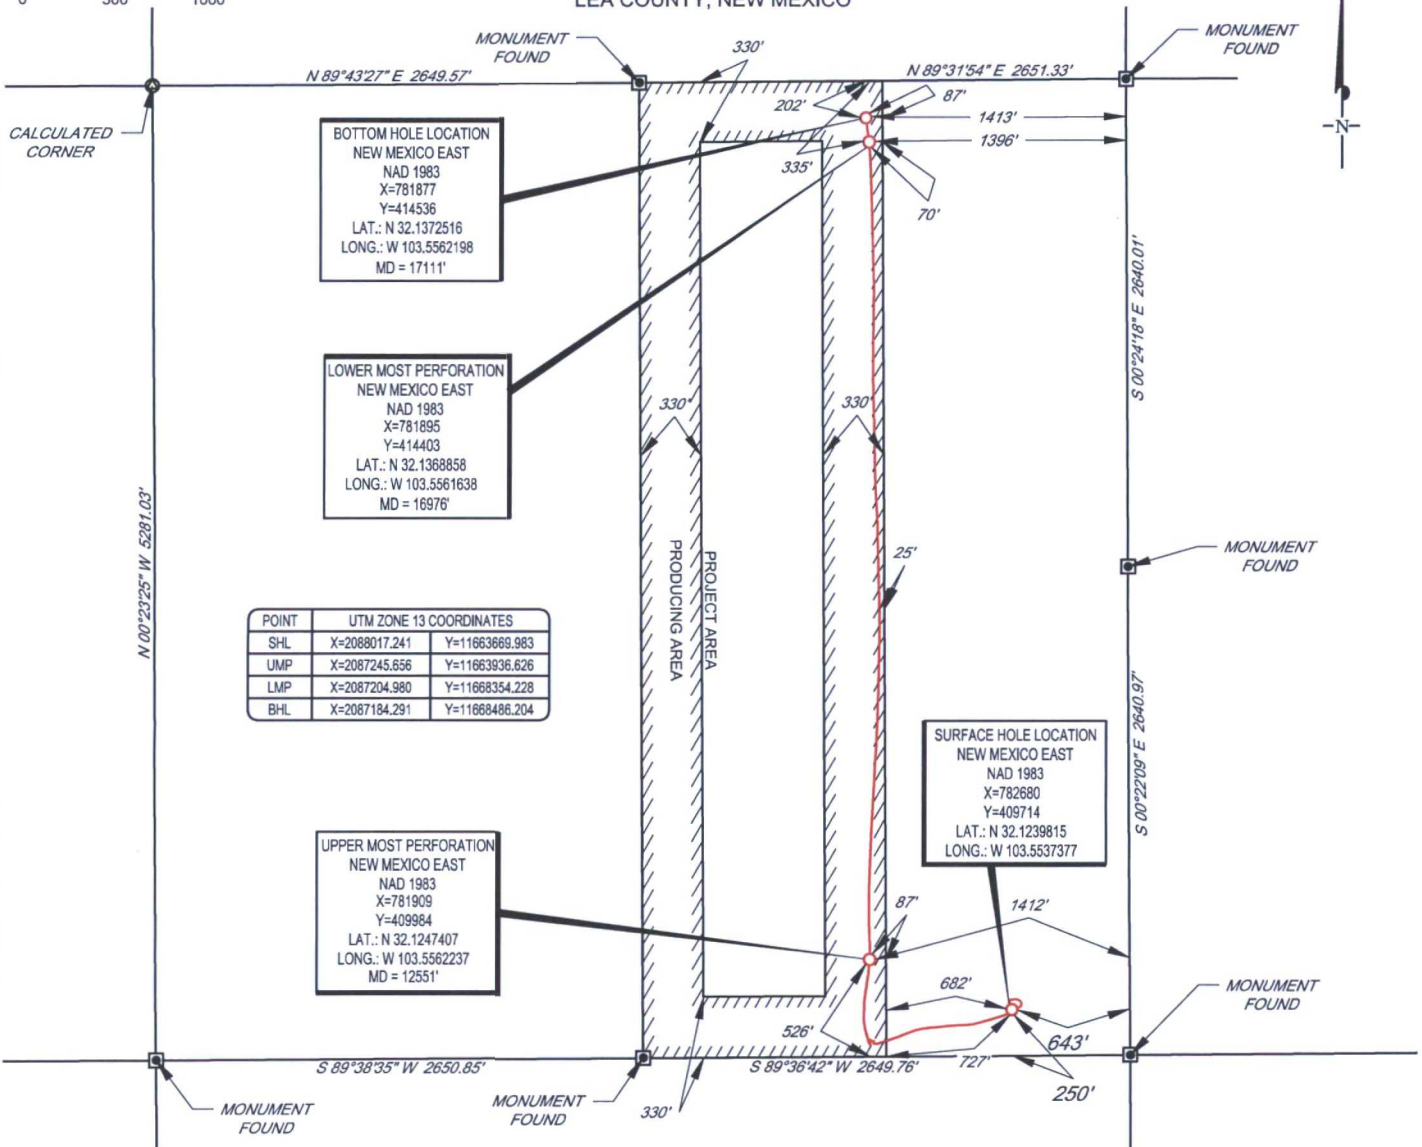 LEA COUNTY, NEW MEXICO
MONUMENT
FOUND
330'
MONUMENT
FOUND
N 89°43'27" E 2649.57'
N 89°31'54" E 2651.33'
CALCULATED
CORNER
202'
87'
1413'
1396'
335'
70'
-N-
BOTTOM HOLE LOCATION
NEW MEXICO EAST
NAD 1983
X=781877
Y=414536
LAT.: N 32.1372516
LONG.: W 103.5562198
MD = 17111'
S 00°24'18" E 2640.01'
LOWER MOST PERFORATION
NEW MEXICO EAST
NAD 1983
X=781895
Y=414403
LAT.: N 32.1368858
LONG.: W 103.5561638
MD = 16976'
330'
330'
N 00°23'25" W 5281.03'
25'
MONUMENT
FOUND
PROJECT AREA
PRODUCING AREA
POINT UTM ZONE 13 COORDINATES
SHL X=2088017.241 Y=11663669.983
UMP X=2087245.656 Y=11663936.626
LMP X=2087204.980 Y=11668354.228
BHL X=2087184.291 Y=11668486.204
S 00°22'09" E 2640.97'
SURFACE HOLE LOCATION
NEW MEXICO EAST
NAD 1983
X=782680
Y=409714
LAT.: N 32.1239815
LONG.: W 103.5537377
UPPER MOST PERFORATION
NEW MEXICO EAST
NAD 1983
X=781909
Y=409984
LAT.: N 32.1247407
LONG.: W 103.5562237
MD = 12551'
87'
1412'
682'
526'
643'
727'
250'
MONUMENT
FOUND
S 89°38'35" W 2650.85'
S 89°36'42" W 2649.76'
MONUMENT
FOUND
MONUMENT
FOUND
330'